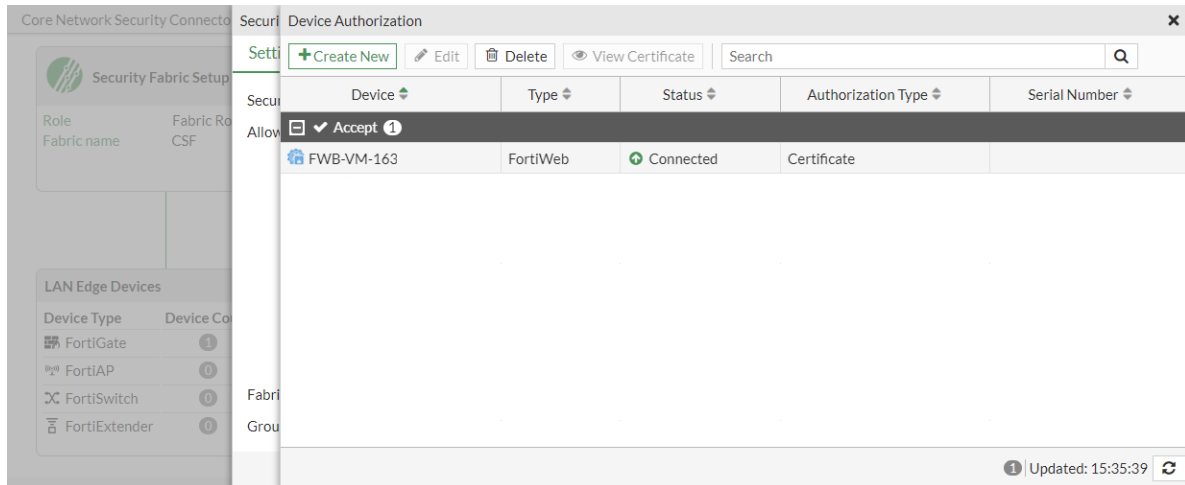 Core Network Security Connecto
Security Fabric Setup
Role Fabric Ro
Fabric name CSF
LAN Edge Devices
Device Type Device Co
FortiGate 1
FortiAP 0
FortiSwitch 0
FortiExtender 0
Securi
Setti
Secur
Allow
Fabri
Grou
Device Authorization
Create New Edit Delete View Certificate Search
Device Type Status Authorization Type Serial Number
Accept 1
FWB-VM-163 FortiWeb Connected Certificate
1 Updated: 15:35:39